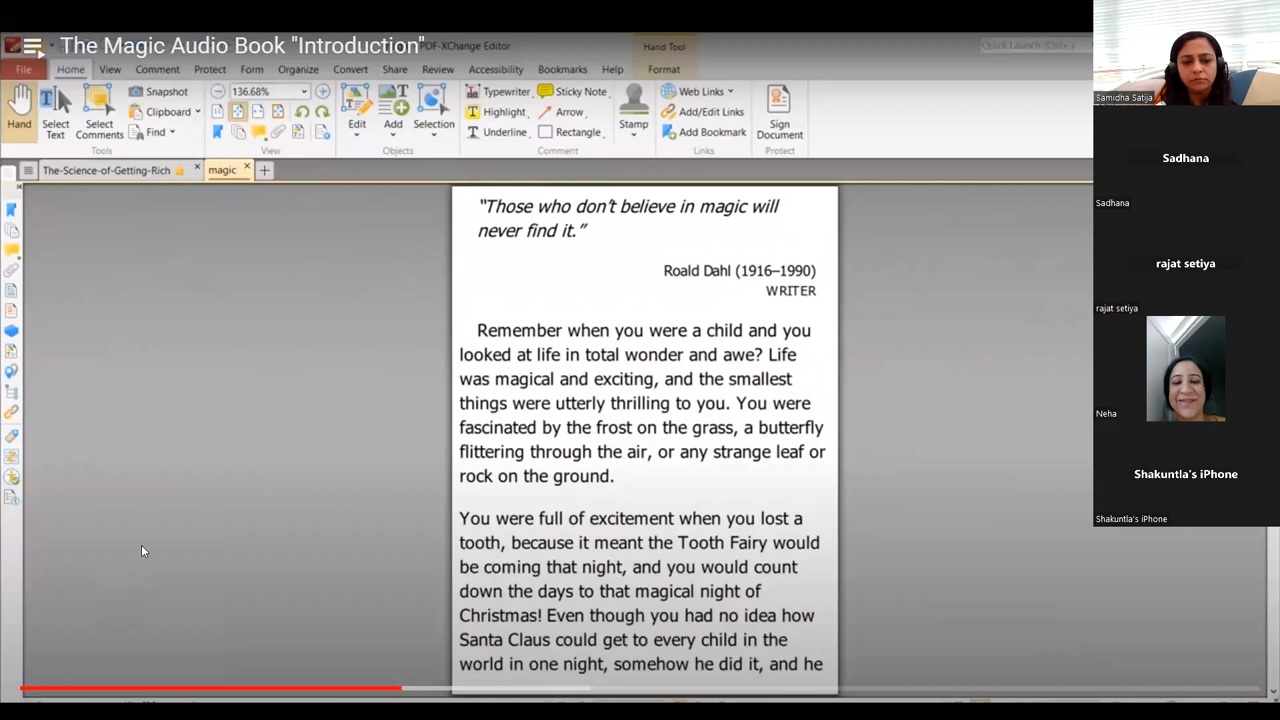 The Magic Audio Book "Introduction"
PDF-XChange Editor
Hand Tool
Quick Launch (Ctrl+.)
File Home View Comment Protect Form Organize Convert Share Review Accessibility Bookmarks Help Format
Snapshot
136.68%
Typewriter Sticky Note
Web Links
Clipboard
Highlight Arrow
Add/Edit Links
Find
Underline Rectangle
Add Bookmark
Hand
Select
Text
Select
Comments
Edit
Add
Selection
Stamp
Sign
Document
Tools View Objects Comment Links Protect
The-Science-of-Getting-Rich
magic
“Those who don’t believe in magic will
never find it.”
Roald Dahl (1916–1990)
WRITER
Remember when you were a child and you
looked at life in total wonder and awe? Life
was magical and exciting, and the smallest
things were utterly thrilling to you. You were
fascinated by the frost on the grass, a butterfly
flittering through the air, or any strange leaf or
rock on the ground.
You were full of excitement when you lost a
tooth, because it meant the Tooth Fairy would
be coming that night, and you would count
down the days to that magical night of
Christmas! Even though you had no idea how
Santa Claus could get to every child in the
world in one night, somehow he did it, and he
Samidha Satija
Sadhana
Sadhana
rajat setiya
rajat setiya
Neha
Shakuntla's iPhone
Shakuntla's iPhone